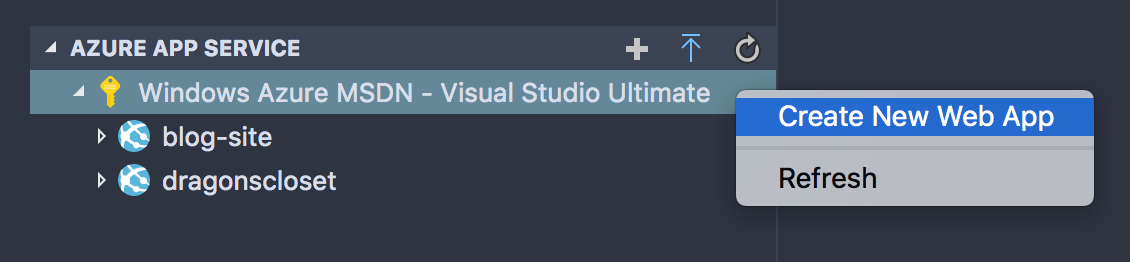 AZURE APP SERVICE
Windows Azure MSDN - Visual Studio Ultimate
blog-site
dragonscloset
Create New Web App
Refresh